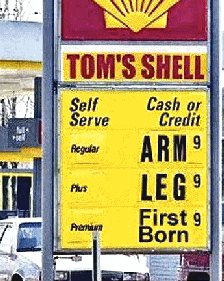 TOM'S SHELL
Self Serve
Cash or Credit
Regular ARM 9
Plus LEG 9
Premium First Born 9